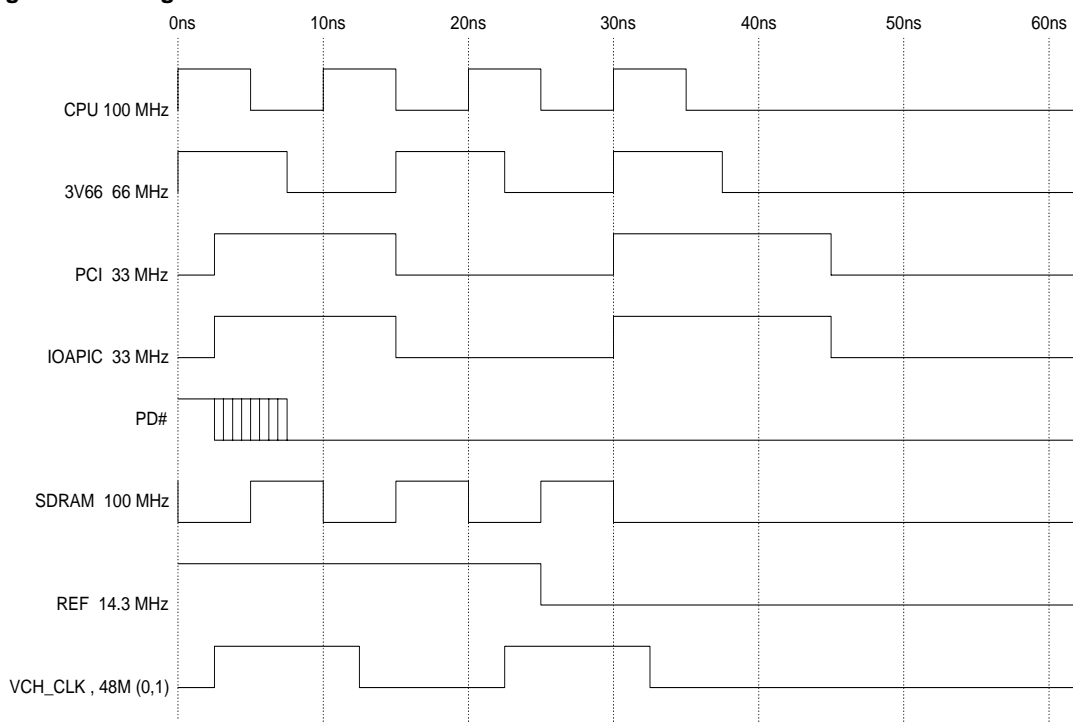 0ns 10ns 20ns 30ns 40ns 50ns 60ns
CPU 100 MHz
3V66 66 MHz
PCI 33 MHz
IOAPIC 33 MHz
PD#
SDRAM 100 MHz
REF 14.3 MHz
VCH_CLK , 48M (0,1)